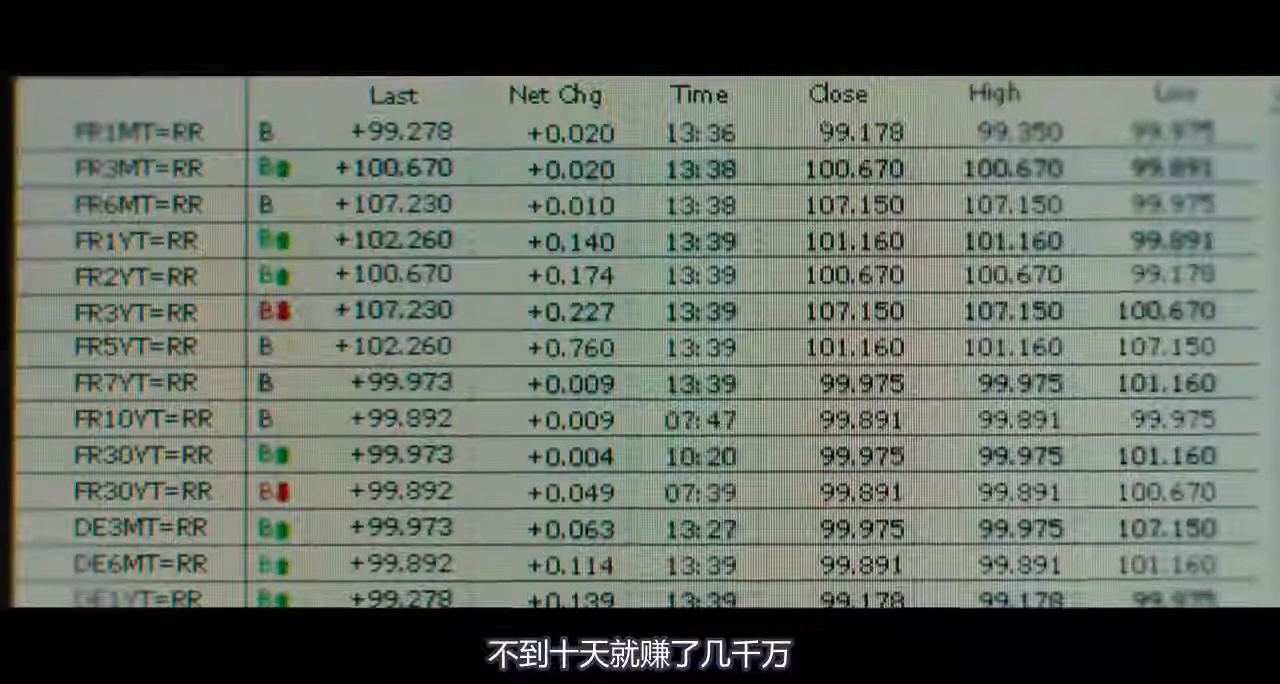 Last Net Chg Time Close High Low
FR1MT=RR B +99.278 +0.020 13:36 99.178 99.350 99.975
FR3MT=RR B +100.670 +0.020 13:38 100.670 100.670 99.891
FR6MT=RR B +107.230 +0.010 13:38 107.150 107.150 99.975
FR1YT=RR B +102.260 +0.140 13:39 101.160 101.160 99.891
FR2YT=RR B +100.670 +0.174 13:39 100.670 100.670 99.178
FR3YT=RR B +107.230 +0.227 13:39 107.150 107.150 100.670
FR5YT=RR B +102.260 +0.760 13:39 101.160 101.160 107.150
FR7YT=RR B +99.973 +0.009 13:39 99.975 99.975 101.160
FR10YT=RR B +99.892 +0.009 07:47 99.891 99.891 99.975
FR30YT=RR B +99.973 +0.004 10:20 99.975 99.975 101.160
FR30YT=RR B +99.892 +0.049 07:39 99.891 99.891 100.670
DE3MT=RR B +99.973 +0.063 13:27 99.975 99.975 107.150
DE6MT=RR B +99.892 +0.114 13:39 99.891 99.891 101.160
DE1YT=RR B +99.278 +0.139 13:39 99.178 99.178 99.975
不到十天就赚了几千万